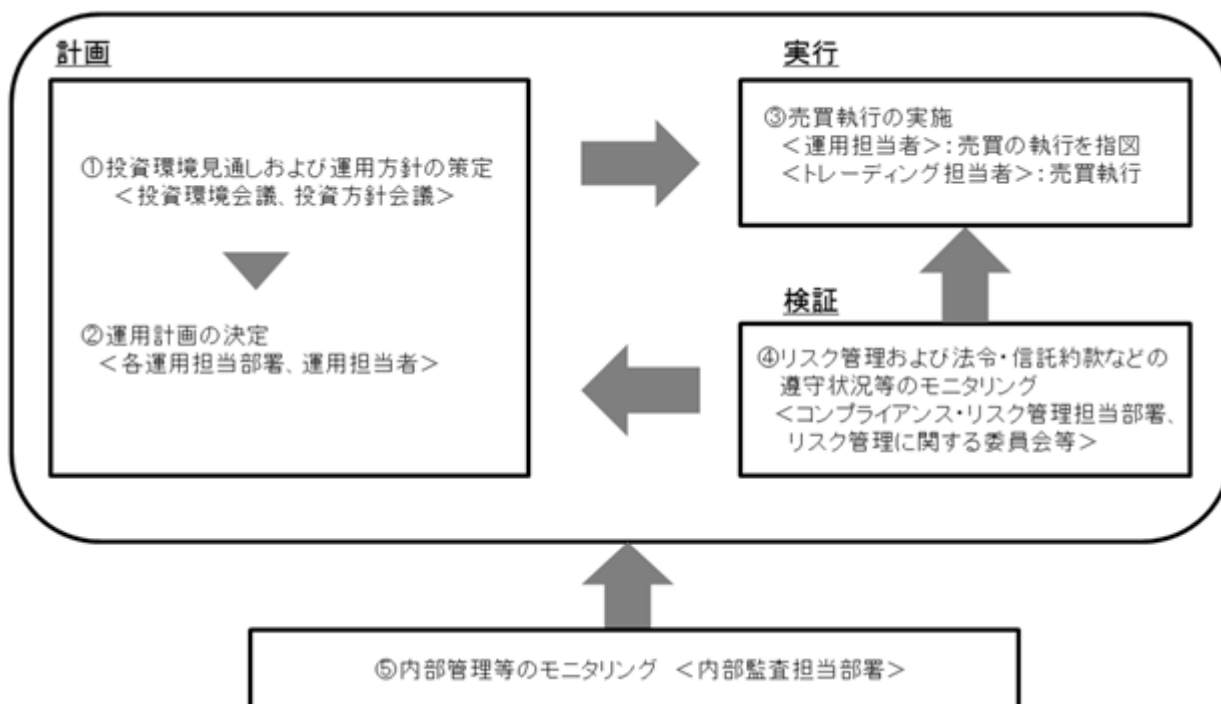 計画
①投資環境見通しおよび運用方針の策定
＜投資環境会議、投資方針会議＞
②運用計画の決定
＜各運用担当部署、運用担当者＞
実行
③売買執行の実施
＜運用担当者＞：売買の執行を指図
＜トレーディング担当者＞：売買執行
検証
④リスク管理および法令・信託約款などの
遵守状況等のモニタリング
＜コンプライアンス・リスク管理担当部署、
リスク管理に関する委員会等＞
⑤内部管理等のモニタリング ＜内部監査担当部署＞